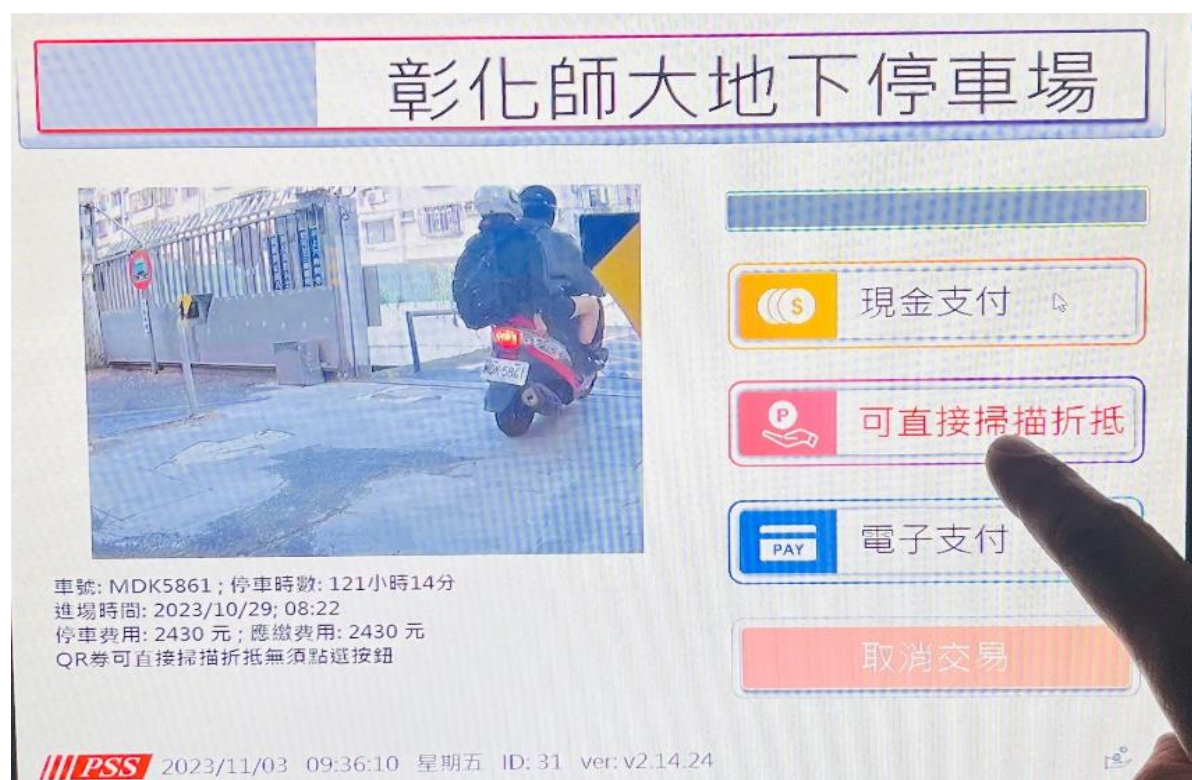 彰化師大地下停車場
現金支付
可直接掃描折抵
PAY
電子支付
取消交易
車號: MDK5861 ; 停車時數: 121小時14分
進場時間: 2023/10/29; 08:22
停車費用: 2430 元 ; 應繳費用: 2430 元
QR券可直接掃描折抵無須點選按鈕
PSS 2023/11/03 09:36:10 星期五 ID: 31 ver: v2.14.24